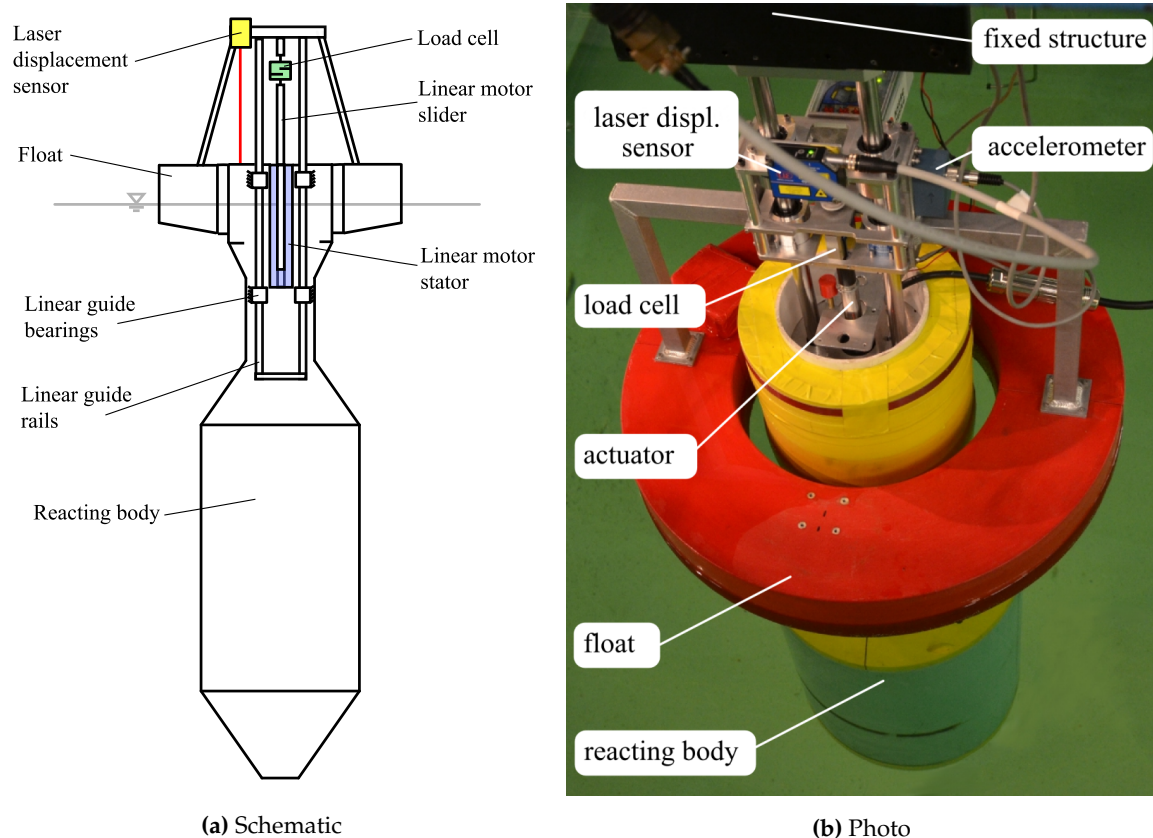 Laser
displacement
sensor
Load cell
Linear motor
slider
Float
Linear motor
stator
Linear guide
bearings
Linear guide
rails
Reacting body
(a) Schematic
fixed structure
laser displ.
sensor
accelerometer
load cell
actuator
float
reacting body
(b) Photo